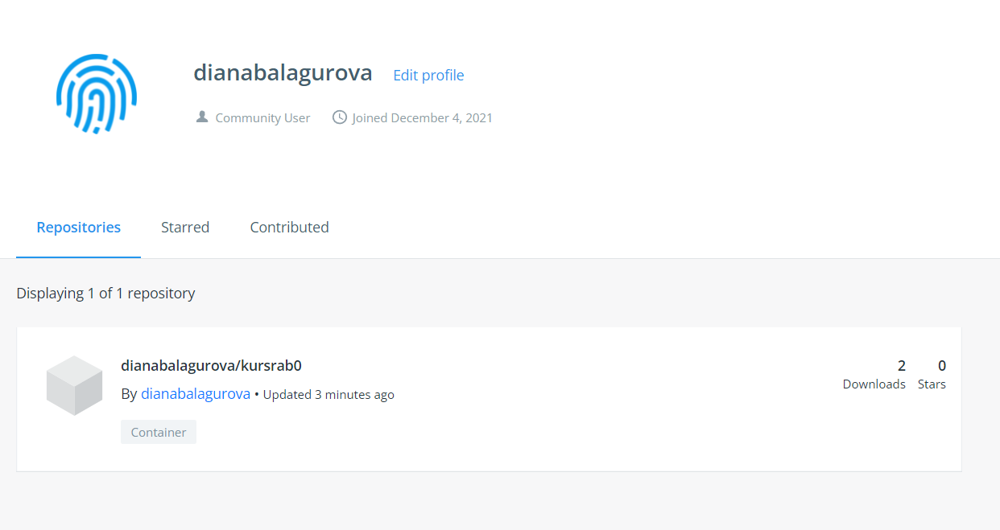 dianabalagurova Edit profile
Community User Joined December 4, 2021
Repositories Starred Contributed
Displaying 1 of 1 repository
dianabalagurova/kursrab0 2 0
Downloads Stars
By dianabalagurova • Updated 3 minutes ago
Container